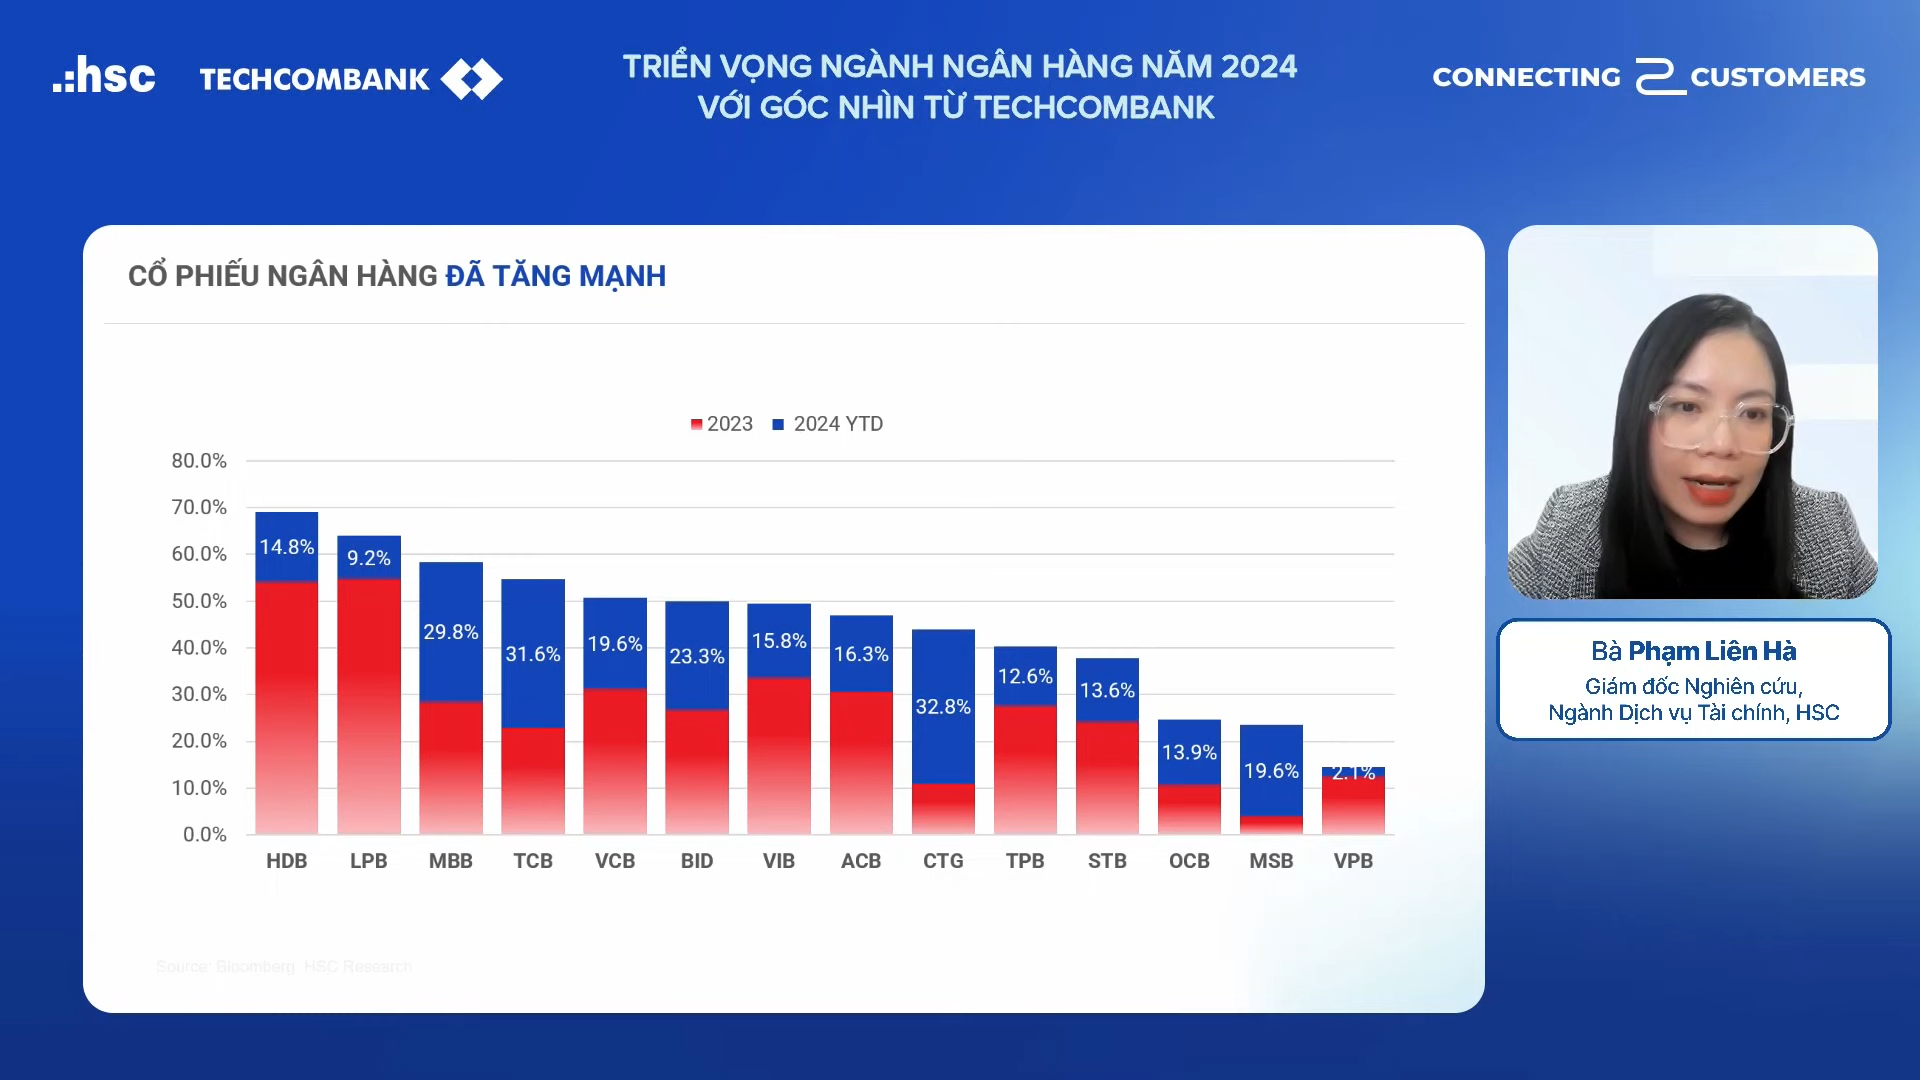 .:hsc TECHCOMBANK
TRIỂN VỌNG NGÀNH NGÂN HÀNG NĂM 2024
VỚI GÓC NHÌN TỪ TECHCOMBANK
CONNECTING 2 CUSTOMERS
CỔ PHIẾU NGÂN HÀNG ĐÃ TĂNG MẠNH
2023 2024 YTD
80.0%
70.0%
60.0%
50.0%
40.0%
30.0%
20.0%
10.0%
0.0%
14.8% 9.2% 29.8% 31.6% 19.6% 23.3% 15.8% 16.3% 32.8% 12.6% 13.6% 13.9% 19.6% 2.1%
HDB LPB MBB TCB VCB BID VIB ACB CTG TPB STB OCB MSB VPB
Source: Bloomberg, HSC Research
Bà Phạm Liên Hà
Giám đốc Nghiên cứu,
Ngành Dịch vụ Tài chính, HSC